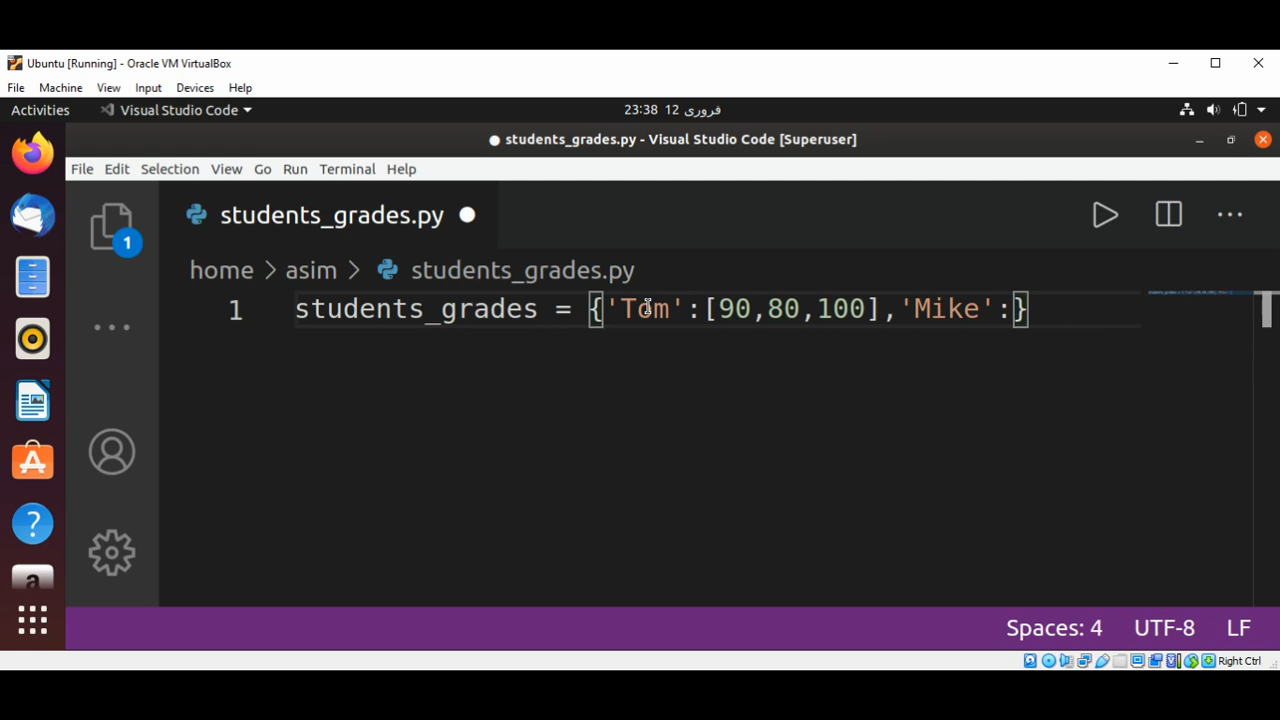 Ubuntu [Running] - Oracle VM VirtualBox
File Machine View Input Devices Help
Activities Visual Studio Code 23:38 12 فروری
● students_grades.py - Visual Studio Code [Superuser]
File Edit Selection View Go Run Terminal Help
students_grades.py
1
home > asim > students_grades.py
1 students_grades = {'Tom':[90,80,100],'Mike':}
Spaces: 4 UTF-8 LF
Right Ctrl